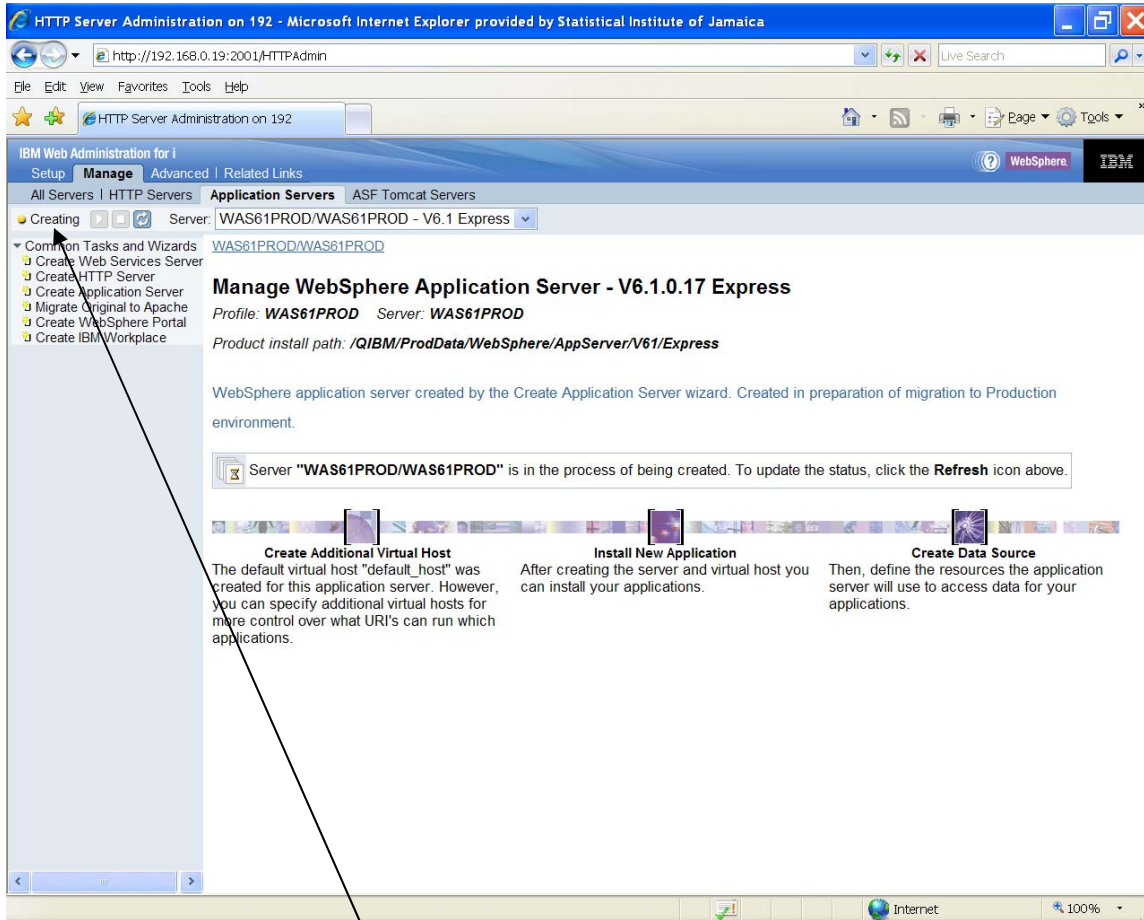 HTTP Server Administration on 192 - Microsoft Internet Explorer provided by Statistical Institute of Jamaica
http://192.168.0.19:2001/HTTPAdmin
Live Search
File Edit View Favorites Tools Help
HTTP Server Administration on 192
Page Tools
IBM Web Administration for i
WebSphere.
IBM
Setup Manage Advanced | Related Links
All Servers | HTTP Servers Application Servers ASF Tomcat Servers
Creating Server: WAS61PROD/WAS61PROD - V6.1 Express
Common Tasks and Wizards
Create Web Services Server
Create HTTP Server
Create Application Server
Migrate Original to Apache
Create WebSphere Portal
Create IBM Workplace
WAS61PROD/WAS61PROD
Manage WebSphere Application Server - V6.1.0.17 Express
Profile: WAS61PROD Server: WAS61PROD
Product install path: /QIBM/ProdData/WebSphere/AppServer/V61/Express
WebSphere application server created by the Create Application Server wizard. Created in preparation of migration to Production
environment.
Server "WAS61PROD/WAS61PROD" is in the process of being created. To update the status, click the Refresh icon above.
Create Additional Virtual Host
The default virtual host "default_host" was
created for this application server. However,
you can specify additional virtual hosts for
more control over what URI's can run which
applications.
Install New Application
After creating the server and virtual host you
can install your applications.
Create Data Source
Then, define the resources the application
server will use to access data for your
applications.
Internet
100%